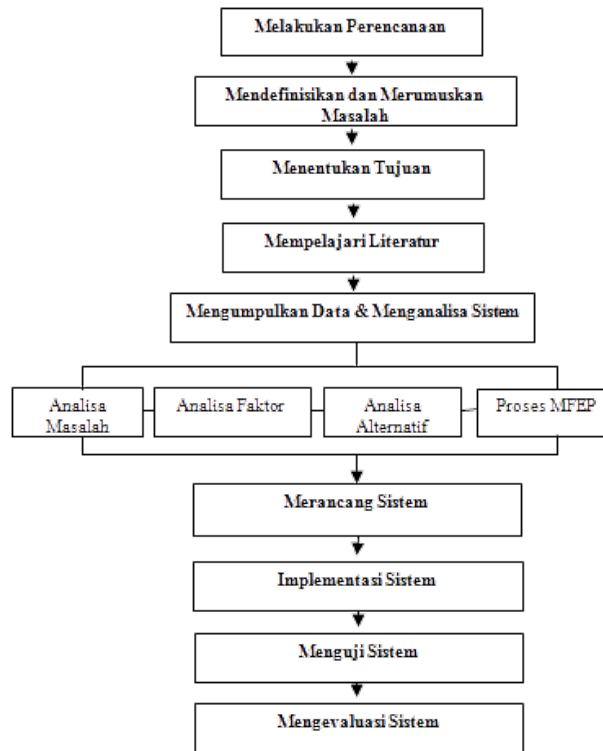 Melakukan Perencanaan
Mendefinisikan dan Merumuskan
Masalah
Menentukan Tujuan
Mempelajari Literatur
Mengumpulkan Data & Menganalisa Sistem
Analisa
Masalah
Analisa Faktor
Analisa
Alternatif
Proses MFEP
Merancang Sistem
Implementasi Sistem
Menguji Sistem
Mengevaluasi Sistem